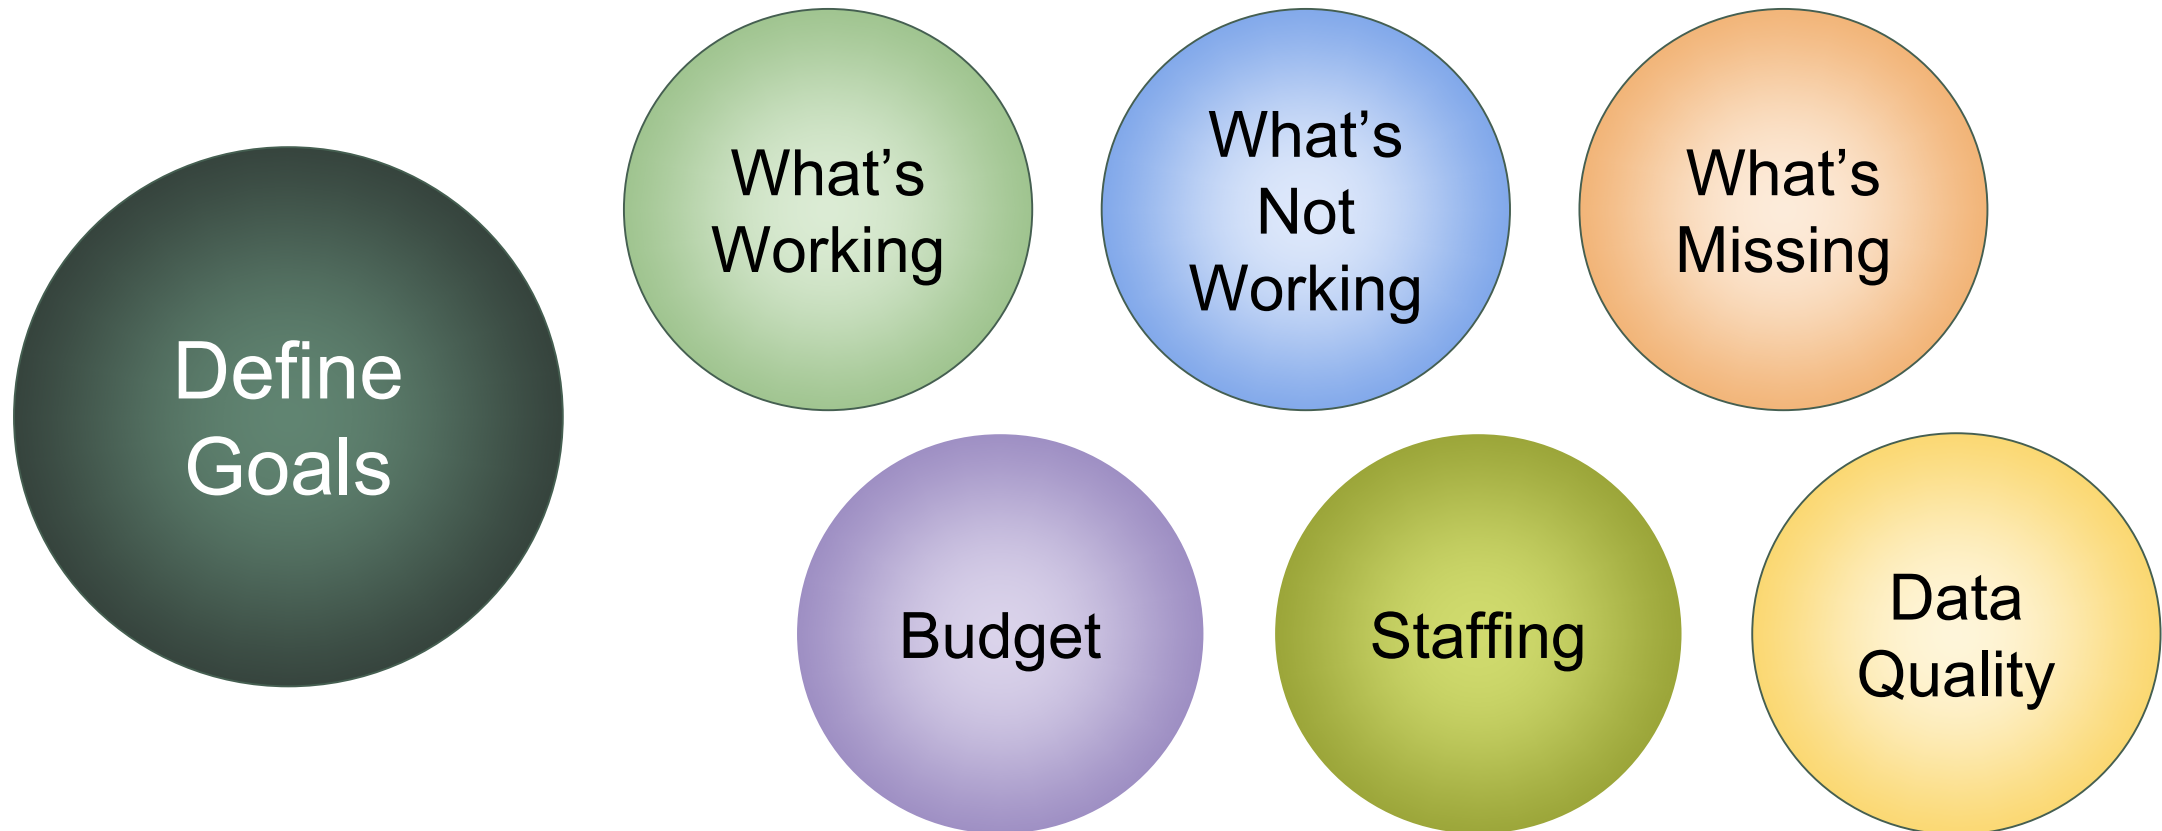 Define
Goals
What’s
Working
What’s
Not
Working
What’s
Missing
Budget
Staffing
Data
Quality